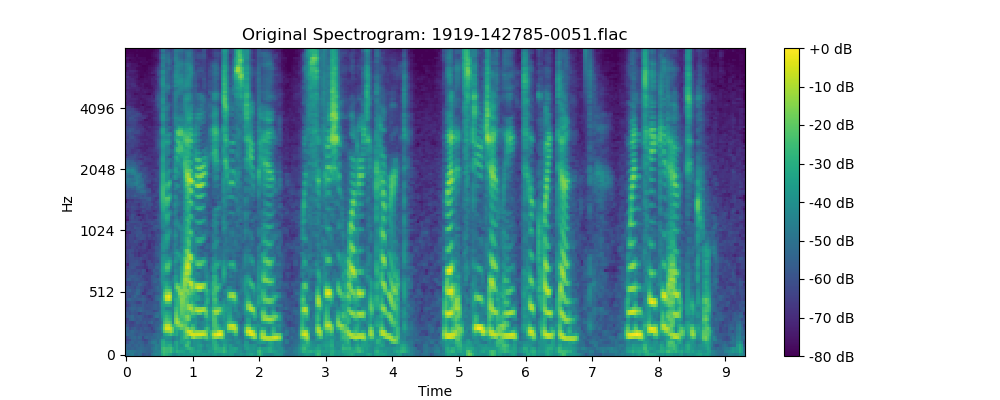 Original Spectrogram: 1919-142785-0051.flac
Hz
4096
2048
1024
512
0
0 1 2 3 4 5 6 7 8 9
Time
+0 dB
-10 dB
-20 dB
-30 dB
-40 dB
-50 dB
-60 dB
-70 dB
-80 dB